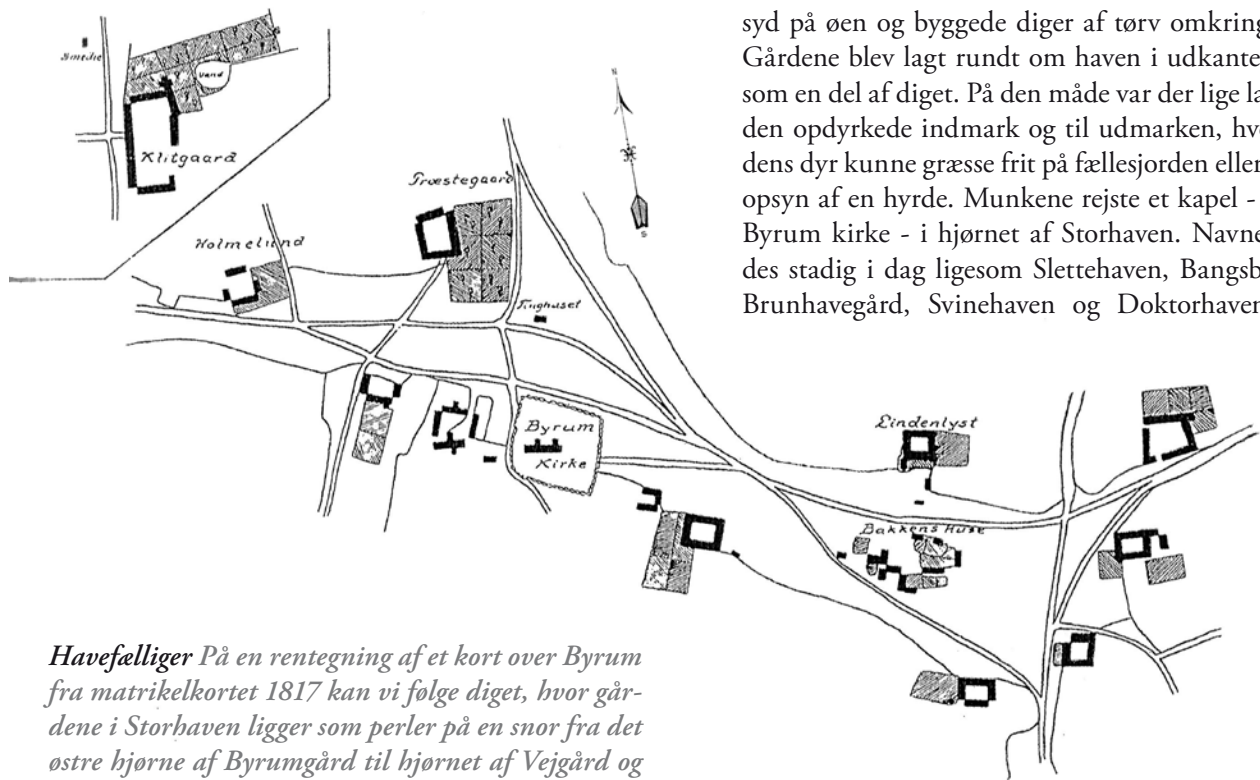 syd på øen og byggede diger af tørv omkring
Gårdene blev lagt rundt om haven i udkante
som en del af diget. På den måde var der lige la
den opdyrkede indmark og til udmarken, hv
dens dyr kunne græsse frit på fællesjorden eller
opsyn af en hyrde. Munkene rejste et kapel -
Byrum kirke - i hjørnet af Storhaven. Navne
des stadig i dag ligesom Slettehaven, Bangsb
Brunhavegård, Svinehaven og Doktorhaven
Smedie
Vand
Klitgaard
Præstegaard
Holmelund
Tinghuset
N
S
Byrum
Kirke
Lindenlyst
Bakkens Huse
Havefælliger På en rentegning af et kort over Byrum
fra matrikelkortet 1817 kan vi følge diget, hvor går-
dene i Storhaven ligger som perler på en snor fra det
østre hjørne af Byrumgård til hjørnet af Vejgård og